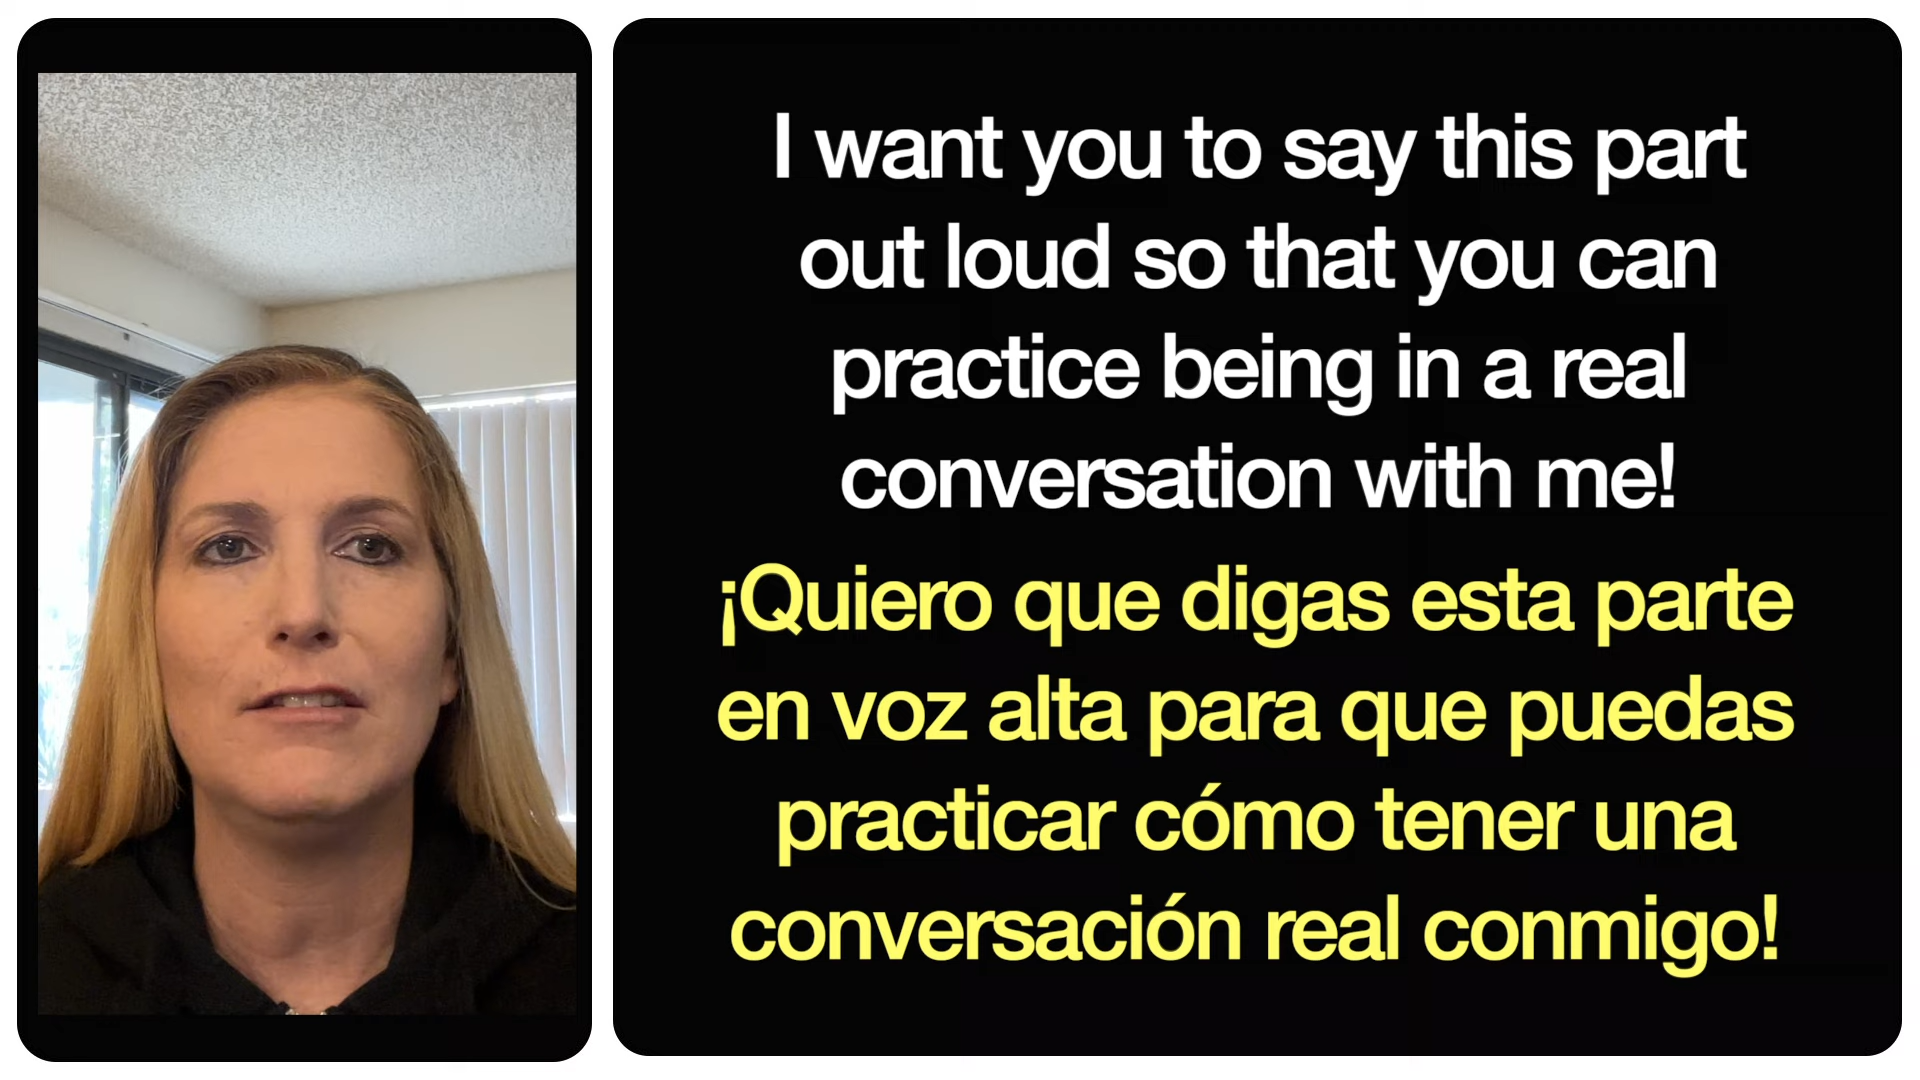 I want you to say this part
out loud so that you can
practice being in a real
conversation with me!
¡Quiero que digas esta parte
en voz alta para que puedas
practicar cómo tener una
conversación real conmigo!